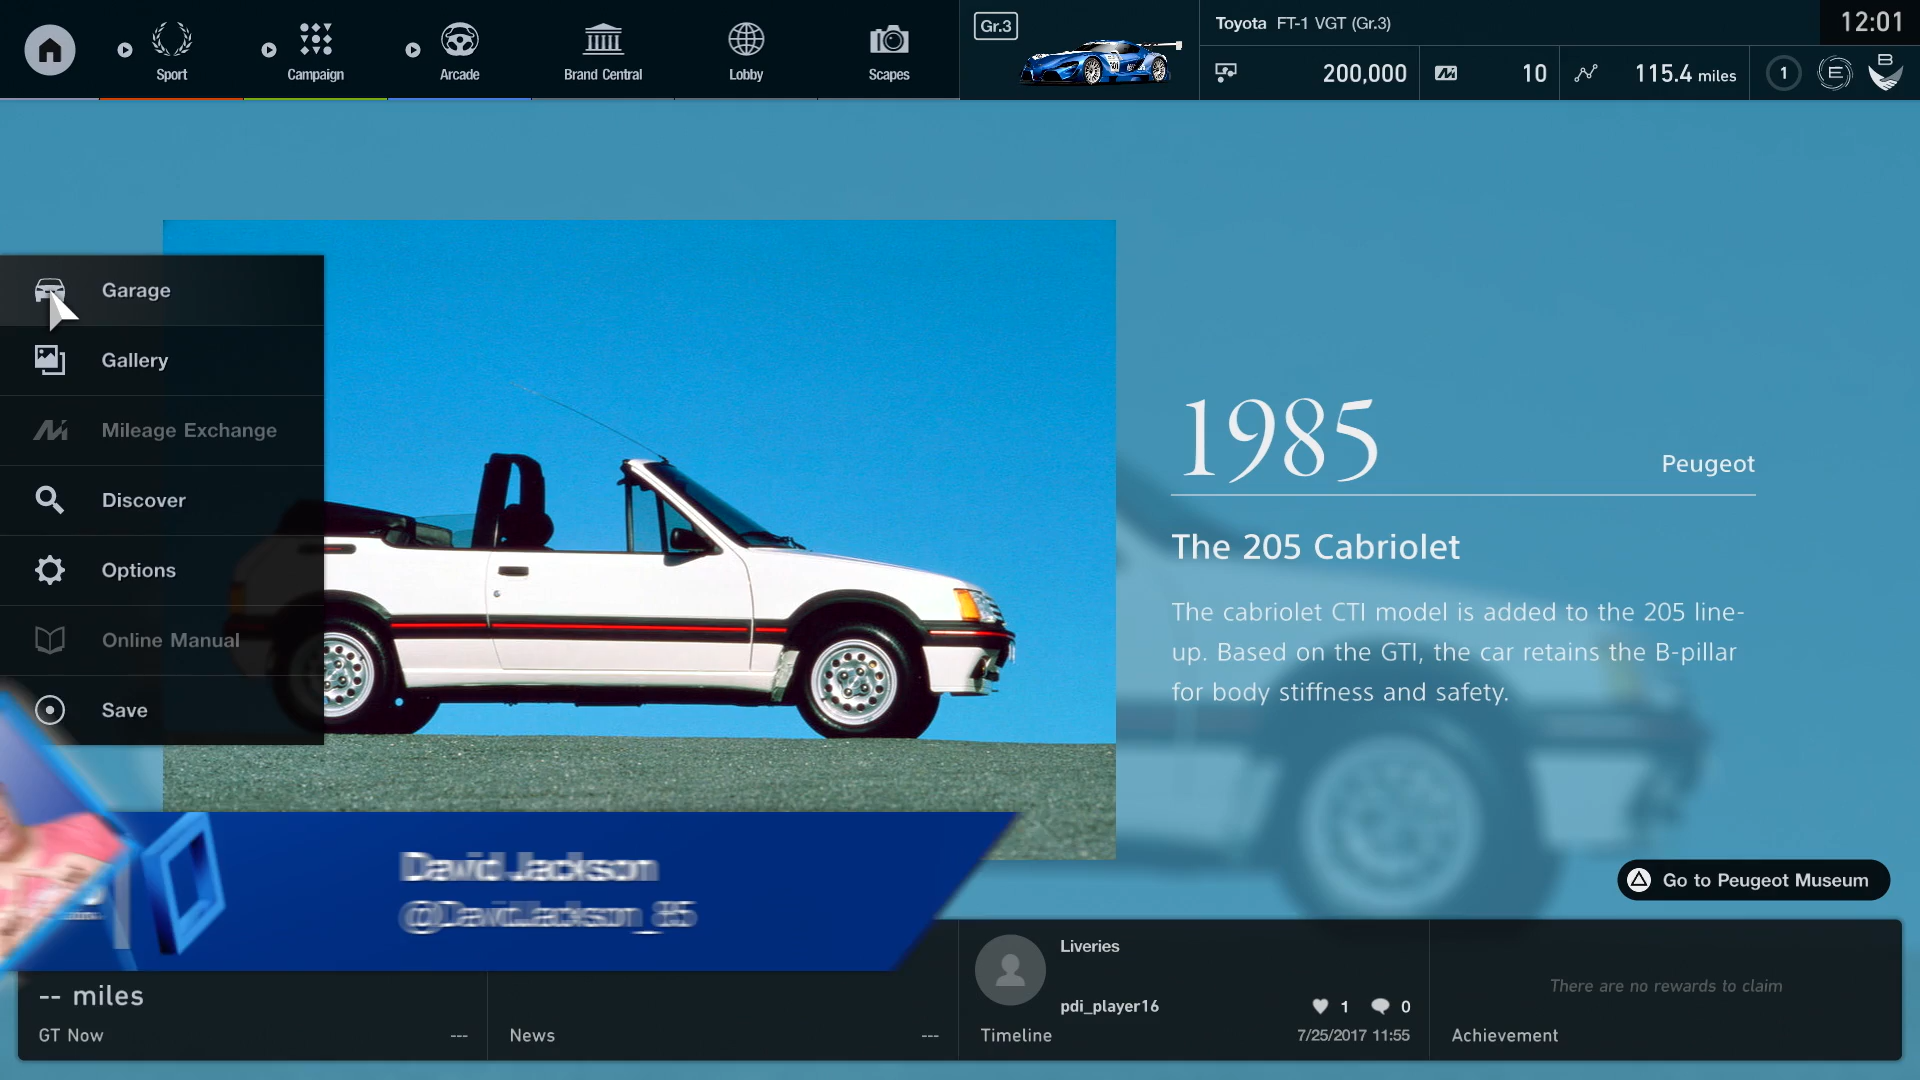 Sport
Campaign
Arcade
Brand Central
Lobby
Scapes
Gr.3
Toyota FT-1 VGT (Gr.3)
12:01
200,000
10
115.4 miles
1
E
B
Garage
Gallery
Mileage Exchange
Discover
Options
Online Manual
Save
1985
Peugeot
The 205 Cabriolet
The cabriolet CTI model is added to the 205 line-
up. Based on the GTI, the car retains the B-pillar
for body stiffness and safety.
Go to Peugeot Museum
David Jackson
@DavidJackson_85
-- miles
GT Now ---
News ---
Liveries
pdi_player16
1
0
Timeline
7/25/2017 11:55
There are no rewards to claim
Achievement